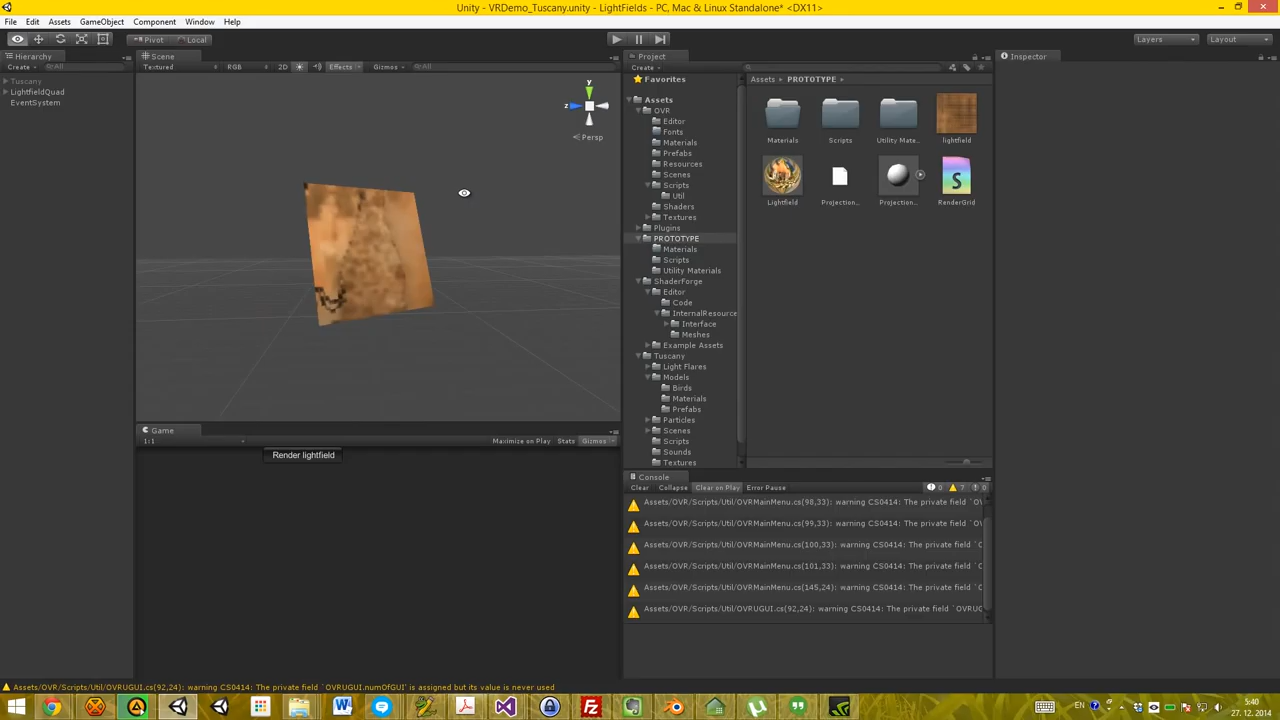 Unity - VRDemo_Tuscany.unity - LightFields - PC, Mac & Linux Standalone* <DX11>
File Edit Assets GameObject Component Window Help
Pivot Local
Layers Layout
Hierarchy
Create All
Tuscany
LightfieldQuad
EventSystem
Scene
Textured RGB 2D Effects Gizmos All
y
z
Persp
Game
1:1 Maximize on Play Stats Gizmos
Render lightfield
Project
Create
Favorites
Assets
OVR
Editor
Fonts
Materials
Prefabs
Resources
Scenes
Scripts
Util
Shaders
Textures
Plugins
PROTOTYPE
Materials
Scripts
Utility Materials
ShaderForge
Editor
Code
InternalResource
Interface
Meshes
Example Assets
Tuscany
Light Flares
Models
Birds
Materials
Prefabs
Particles
Scenes
Scripts
Sounds
Textures
Assets PROTOTYPE
Materials Scripts Utility Mate... lightfield
Lightfield Projection... Projection... RenderGrid
Console
Clear Collapse Clear on Play Error Pause 0 7 0
Assets/OVR/Scripts/Util/OVRMainMenu.cs(98,33): warning CS0414: The private field `OV
Assets/OVR/Scripts/Util/OVRMainMenu.cs(99,33): warning CS0414: The private field `OV
Assets/OVR/Scripts/Util/OVRMainMenu.cs(100,33): warning CS0414: The private field `O
Assets/OVR/Scripts/Util/OVRMainMenu.cs(101,33): warning CS0414: The private field `O
Assets/OVR/Scripts/Util/OVRMainMenu.cs(145,24): warning CS0414: The private field `O
Assets/OVR/Scripts/Util/OVRUGUI.cs(92,24): warning CS0414: The private field `OVRUG
Inspector
Assets/OVR/Scripts/Util/OVRUGUI.cs(92,24): warning CS0414: The private field `OVRUGUI.numOfGUI' is assigned but its value is never used
EN
5:40
27. 12. 2014